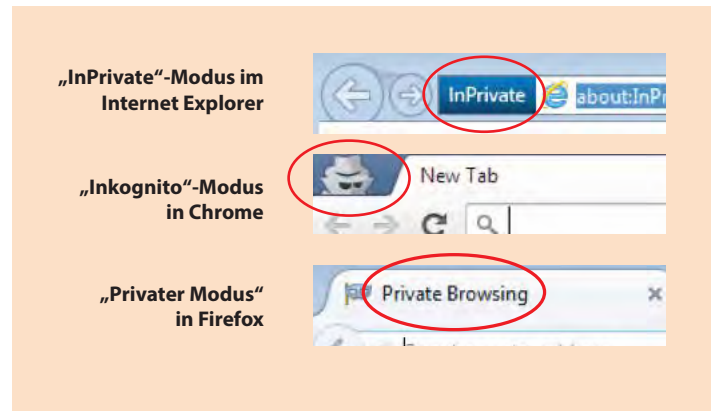 „InPrivate“-Modus im
Internet Explorer
InPrivate
about:InPr
„Inkognito“-Modus
in Chrome
New Tab
„Privater Modus“
in Firefox
Private Browsing